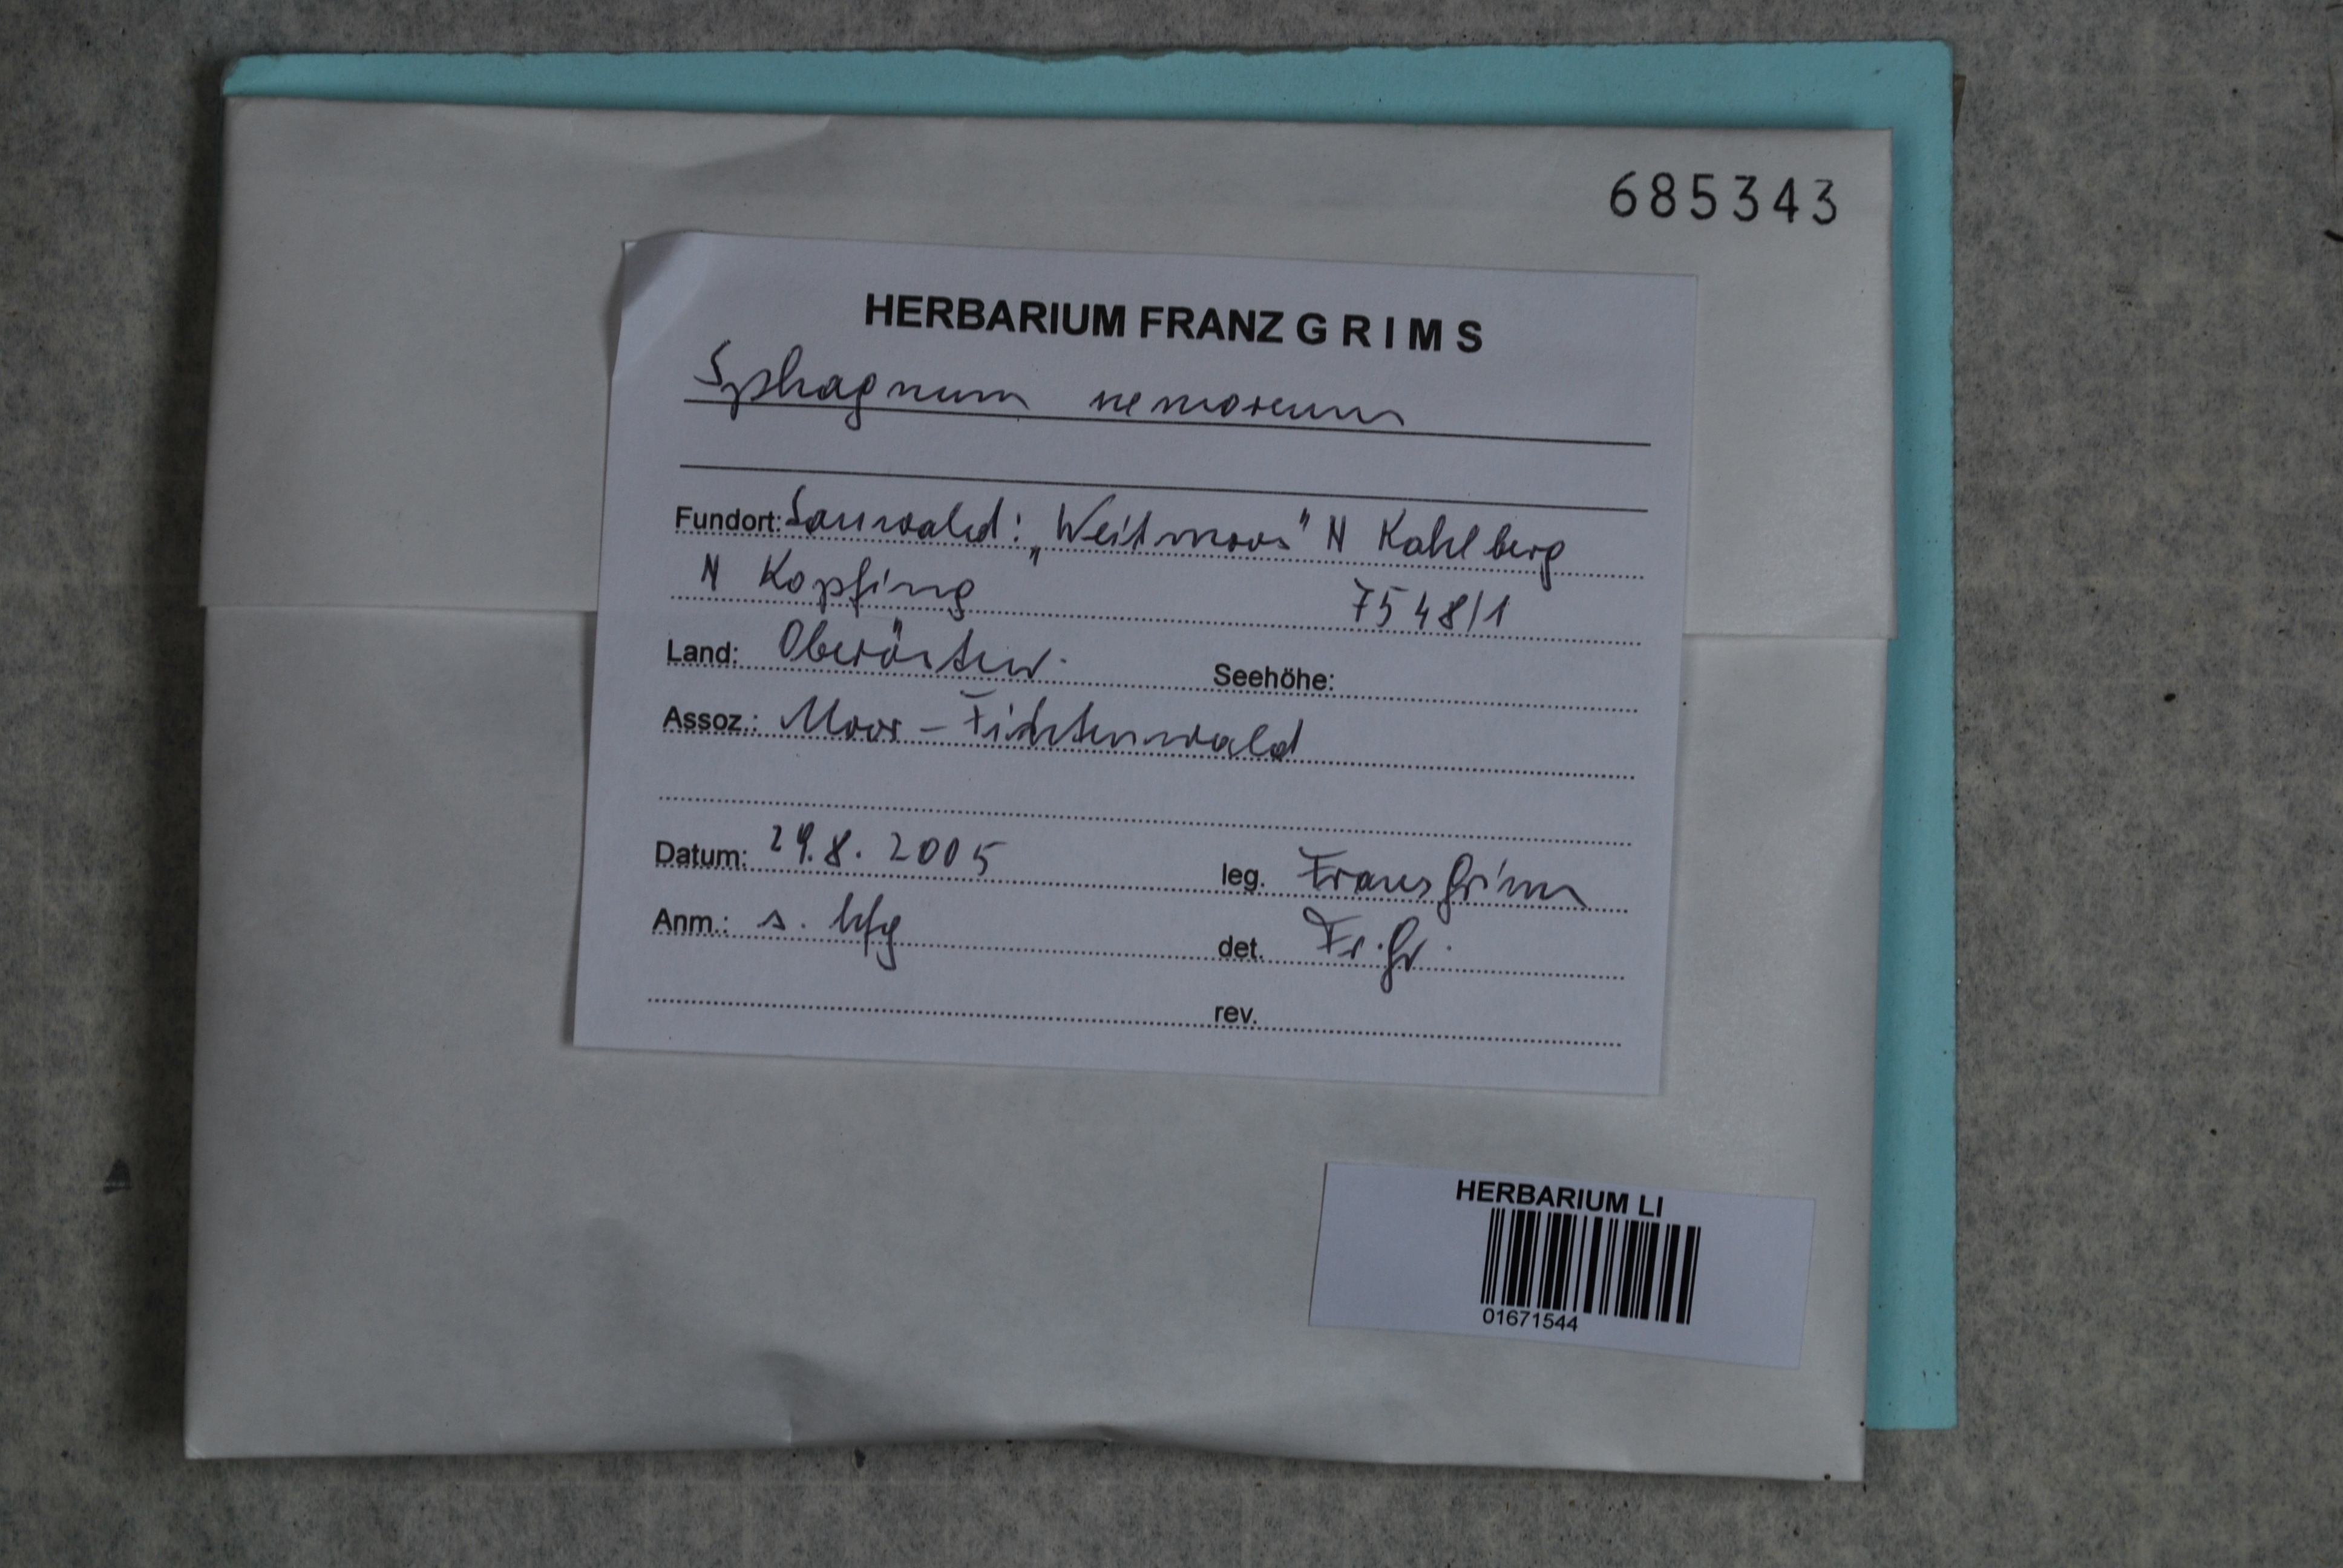 685343
HERBARIUM FRANZ G R I M S
Sphagnum nemoreum
Fundort: Sauwald: „Weitmoos" N Kahlberg
N Kopfing 7548/1
Land: Oberösterr. Seehöhe:
Assoz.: Moor - Fichtenwald
Datum: 29.8.2005 leg. Franz Grims
Anm.: s. hfg det. Fr. Gr.
rev.
HERBARIUM LI
01671544